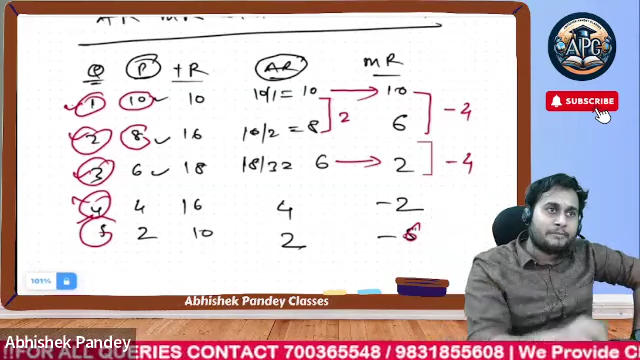 AR MR
Q P TR AR MR
1 10 10 10/1 = 10 10
2 8 16 16/2 = 8 6
3 6 18 18/3 = 6 2
4 4 16 4 -2
5 2 10 2 -6
2 -4
-4
APG
SUBSCRIBE
101%
Abhishek Pandey Classes
Abhishek Pandey
!!FOR ALL QUERIES CONTACT 700365548 / 9831855608 | We Provide